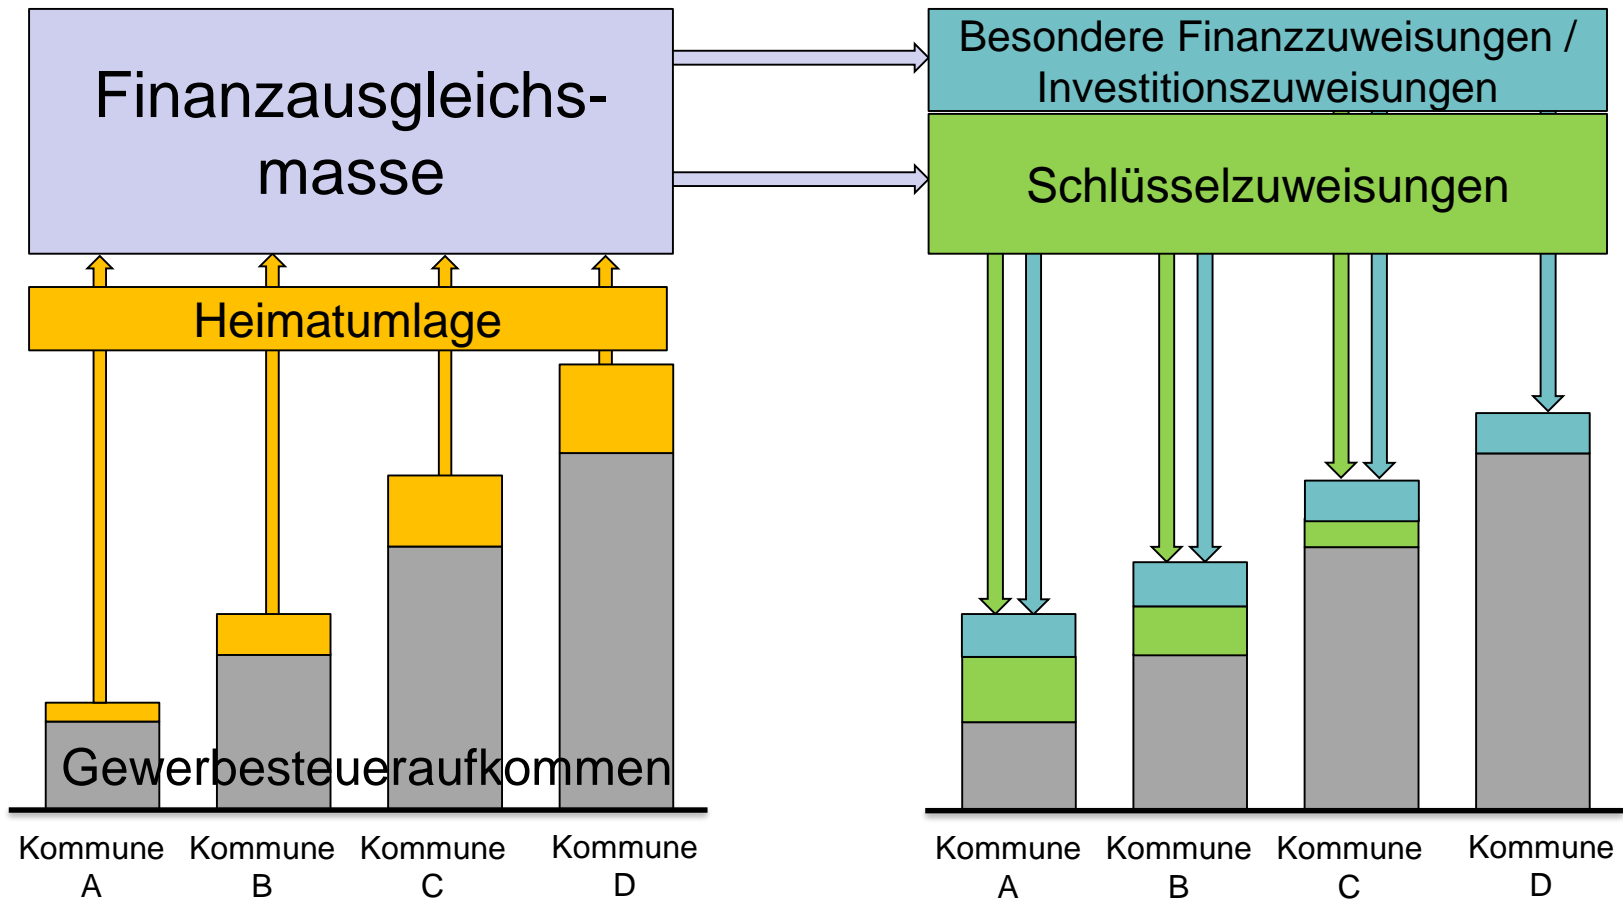 Finanzausgleichs-
masse
Besondere Finanzzuweisungen /
Investitionszuweisungen
Schlüsselzuweisungen
Heimatumlage
Gewerbesteueraufkommen
Kommune
A
Kommune
B
Kommune
C
Kommune
D
Kommune
A
Kommune
B
Kommune
C
Kommune
D